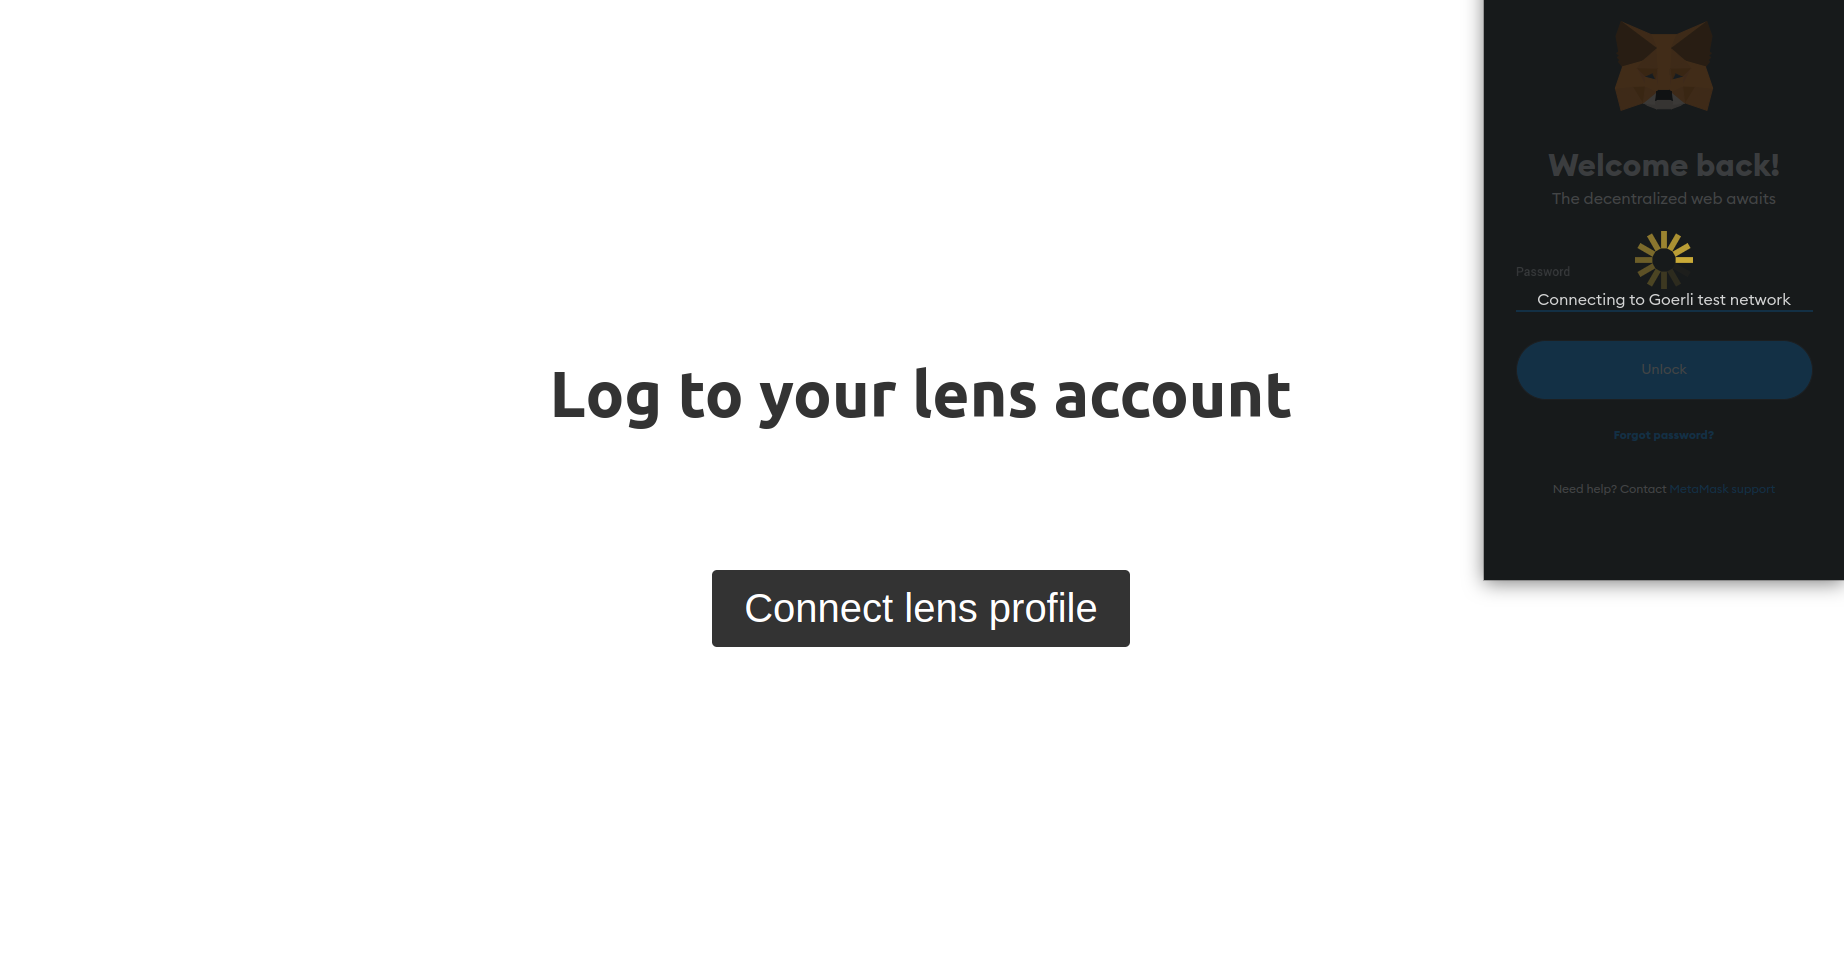 Log to your lens account
Connect lens profile
Welcome back!
The decentralized web awaits
Password
Connecting to Goerli test network
Unlock
Forgot password?
Need help? Contact MetaMask support